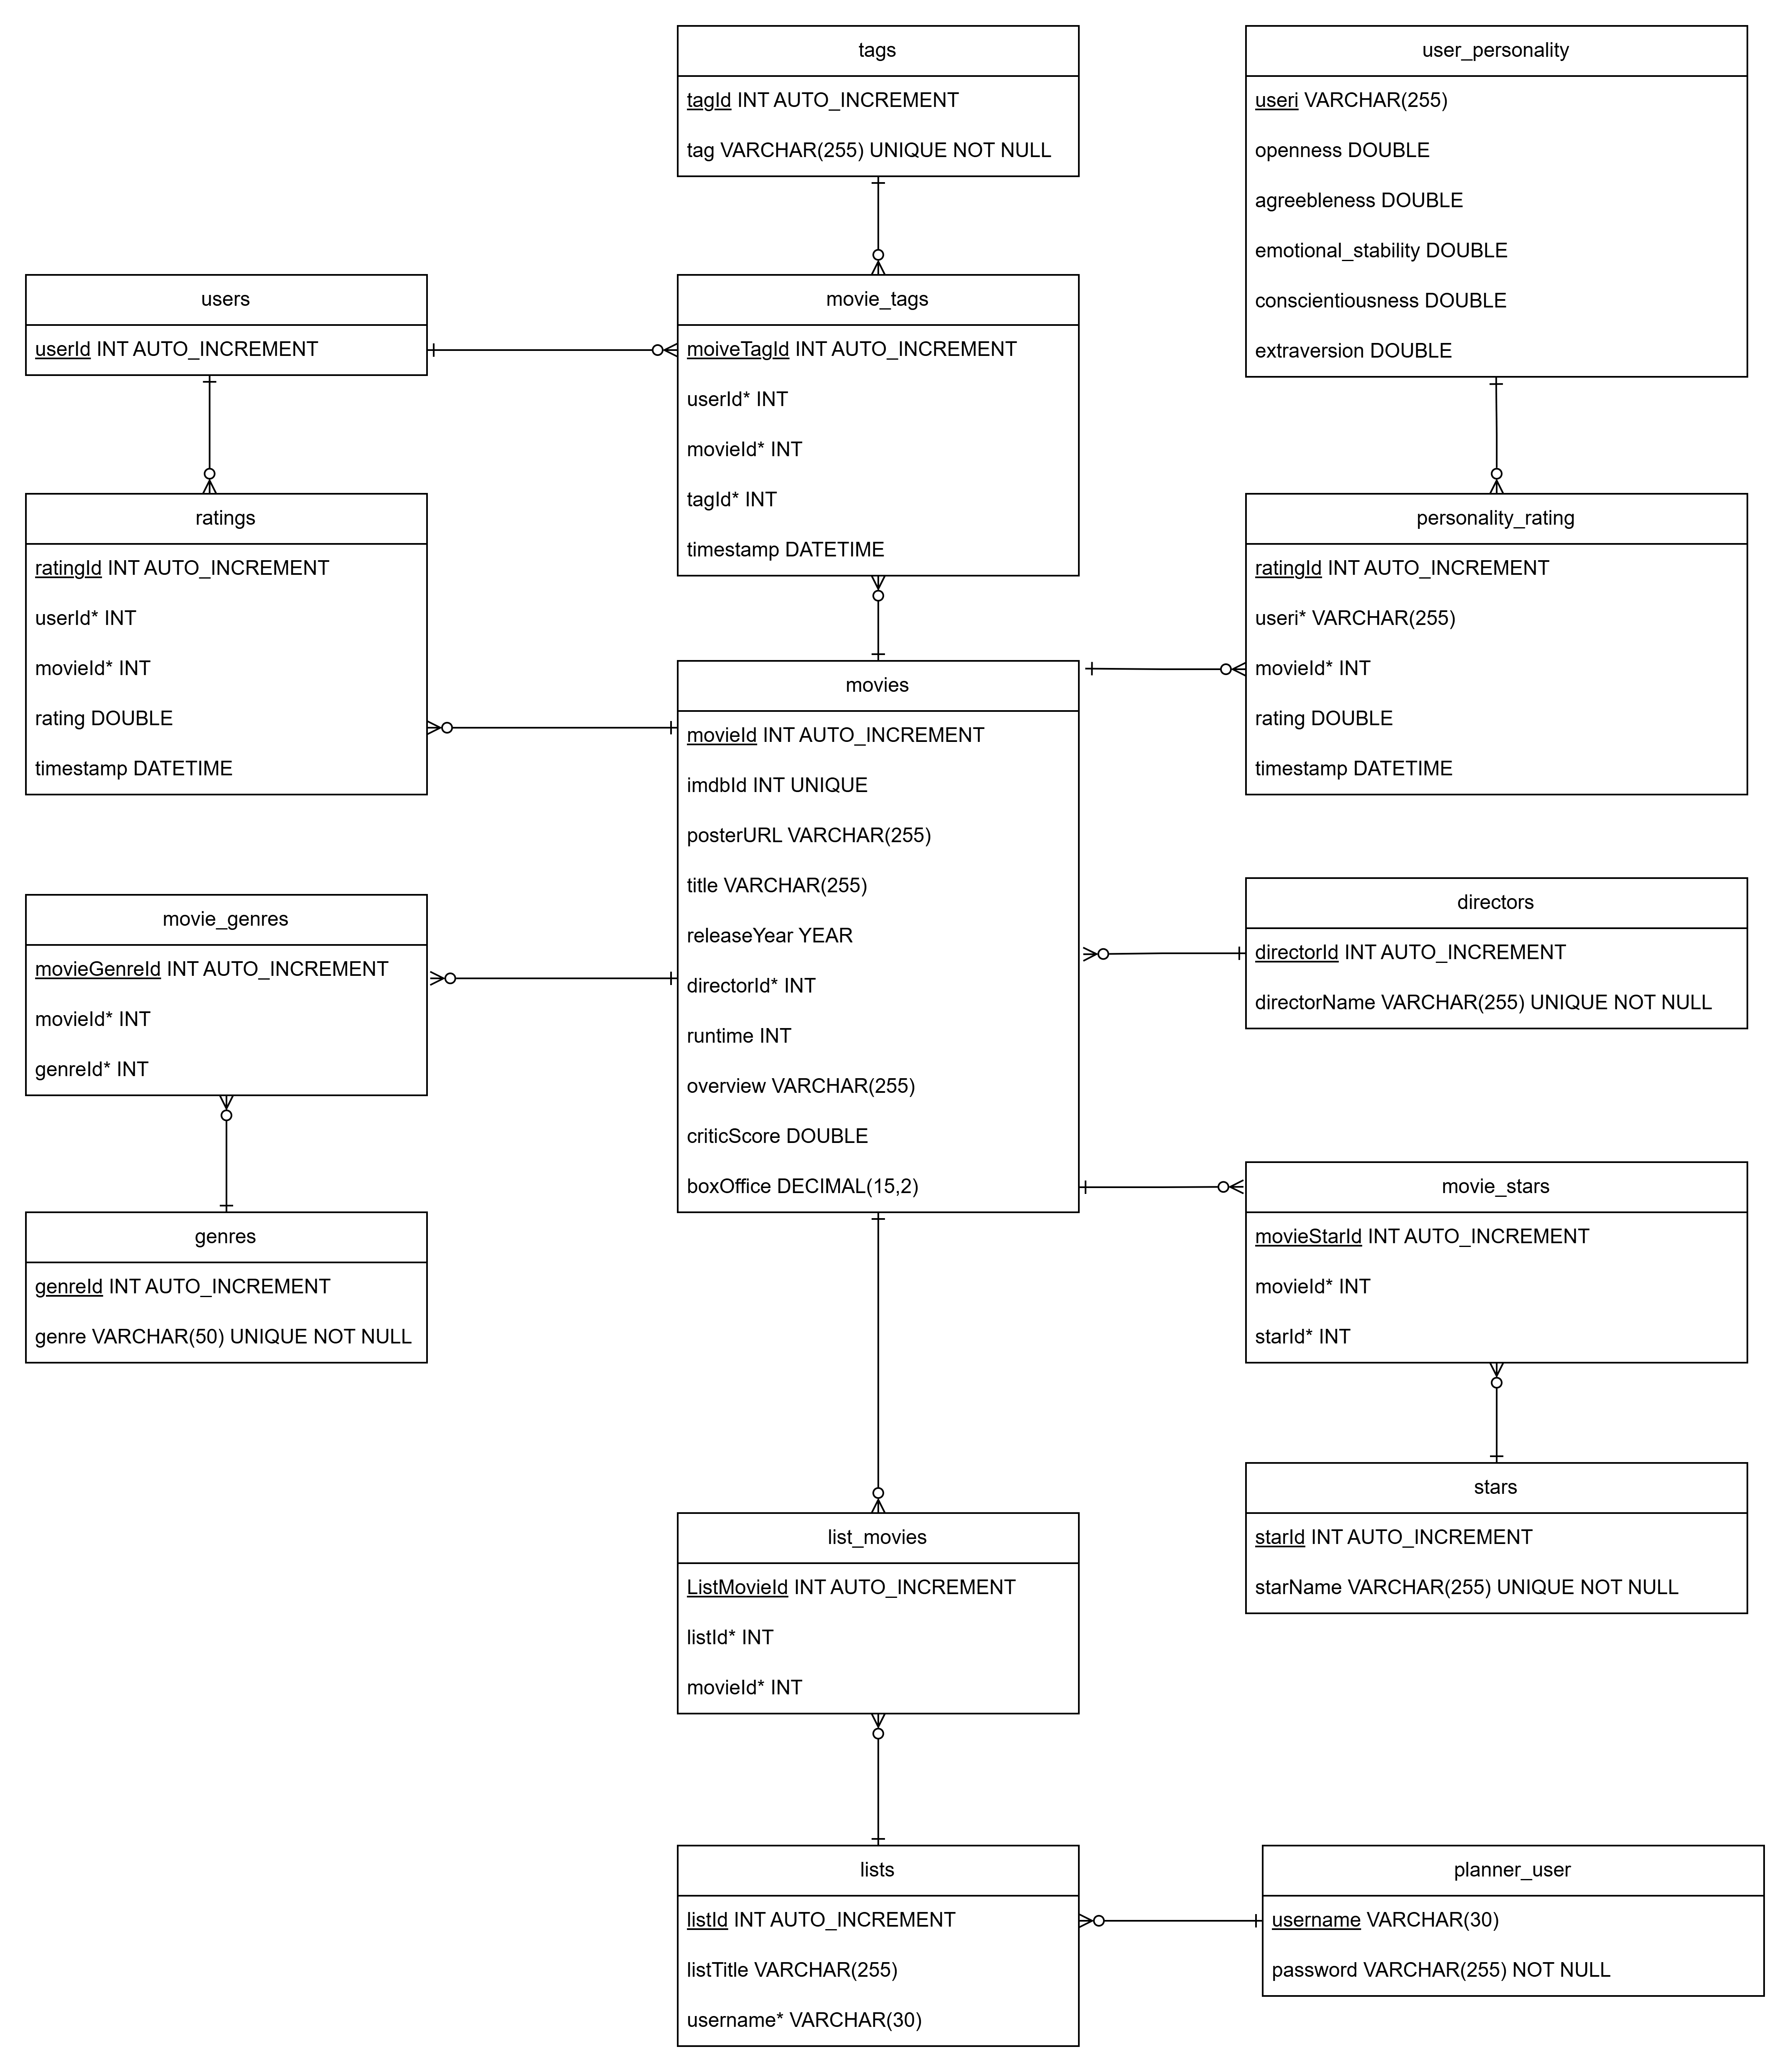 tags
tagId INT AUTO_INCREMENT
tag VARCHAR(255) UNIQUE NOT NULL
user_personality
useri VARCHAR(255)
openness DOUBLE
agreebleness DOUBLE
emotional_stability DOUBLE
conscientiousness DOUBLE
extraversion DOUBLE
users
userId INT AUTO_INCREMENT
movie_tags
moiveTagId INT AUTO_INCREMENT
userId* INT
movieId* INT
tagId* INT
timestamp DATETIME
ratings
ratingId INT AUTO_INCREMENT
userId* INT
movieId* INT
rating DOUBLE
timestamp DATETIME
personality_rating
ratingId INT AUTO_INCREMENT
useri* VARCHAR(255)
movieId* INT
rating DOUBLE
timestamp DATETIME
movies
movieId INT AUTO_INCREMENT
imdbId INT UNIQUE
posterURL VARCHAR(255)
title VARCHAR(255)
releaseYear YEAR
directorId* INT
runtime INT
overview VARCHAR(255)
criticScore DOUBLE
boxOffice DECIMAL(15,2)
movie_genres
movieGenreId INT AUTO_INCREMENT
movieId* INT
genreId* INT
directors
directorId INT AUTO_INCREMENT
directorName VARCHAR(255) UNIQUE NOT NULL
genres
genreId INT AUTO_INCREMENT
genre VARCHAR(50) UNIQUE NOT NULL
movie_stars
movieStarId INT AUTO_INCREMENT
movieId* INT
starId* INT
stars
starId INT AUTO_INCREMENT
starName VARCHAR(255) UNIQUE NOT NULL
list_movies
ListMovieId INT AUTO_INCREMENT
listId* INT
movieId* INT
lists
listId INT AUTO_INCREMENT
listTitle VARCHAR(255)
username* VARCHAR(30)
planner_user
username VARCHAR(30)
password VARCHAR(255) NOT NULL